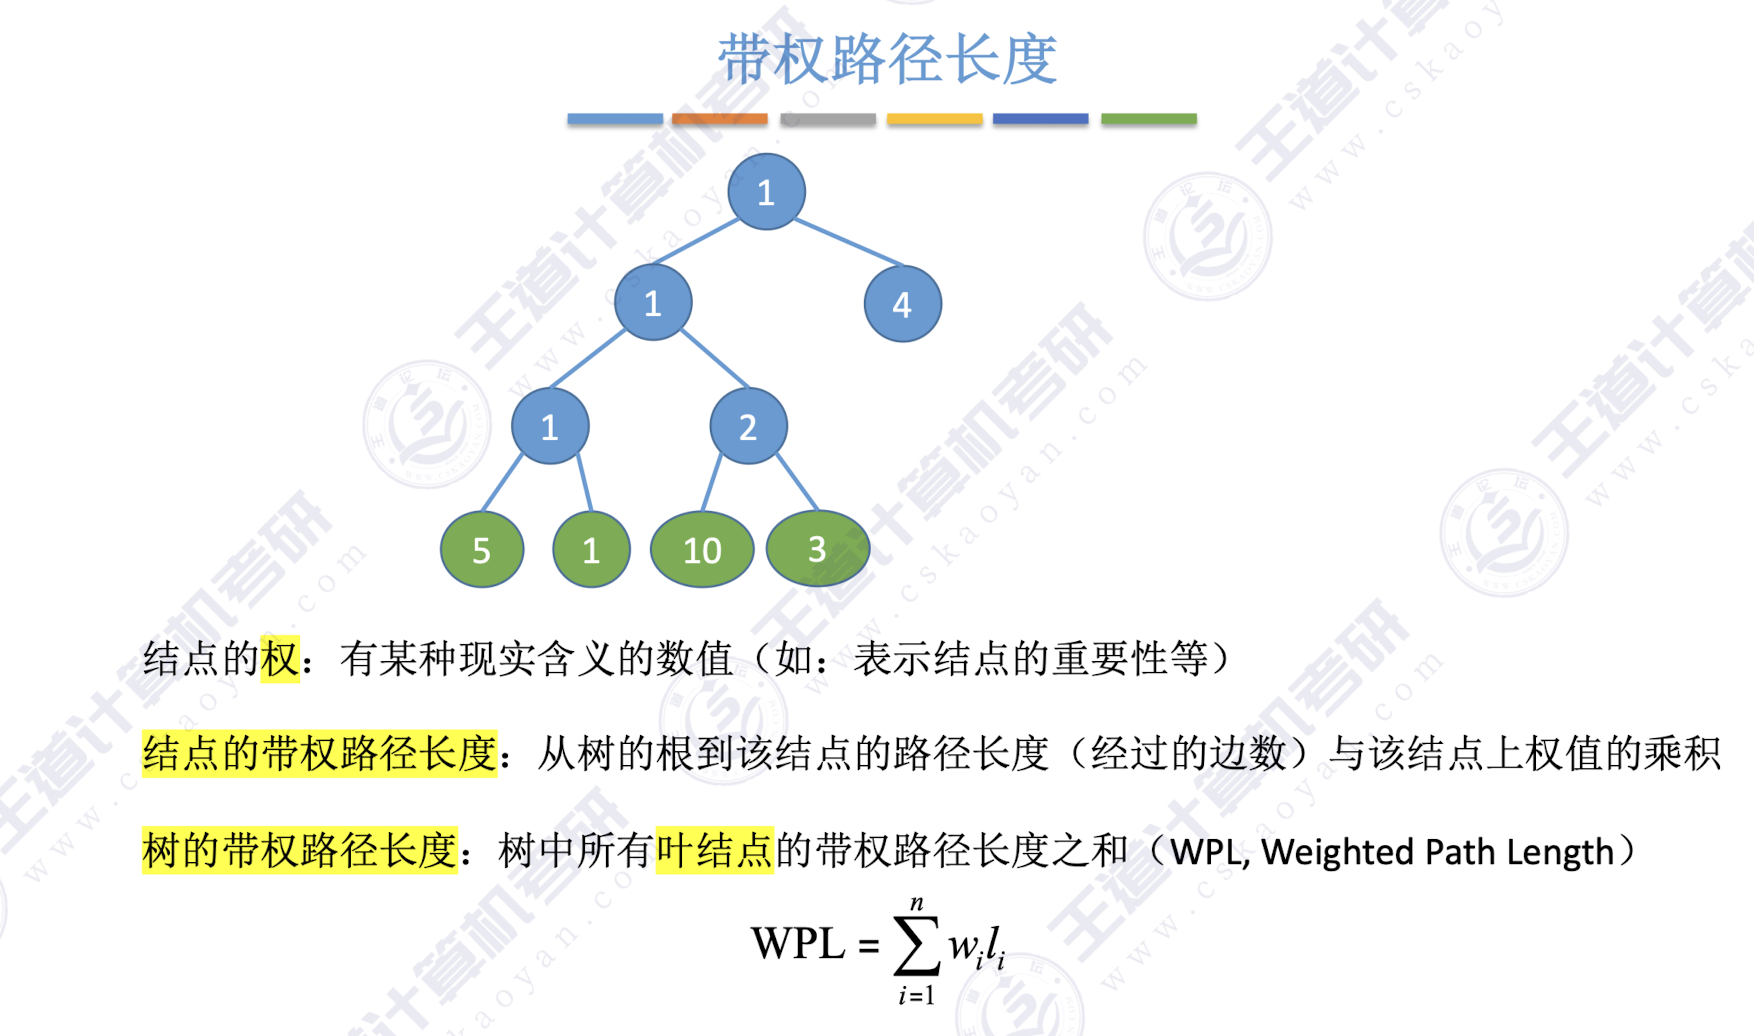 带权路径长度
1
1
4
1
2
5
1
10
3
结点的权：有某种现实含义的数值（如：表示结点的重要性等）
结点的带权路径长度：从树的根到该结点的路径长度（经过的边数）与该结点上权值的乘积
树的带权路径长度：树中所有叶结点的带权路径长度之和（WPL, Weighted Path Length）
WPL = \sum_{i=1}^{n} w_i l_i
王道计算机考研
www.cskaoyan.com